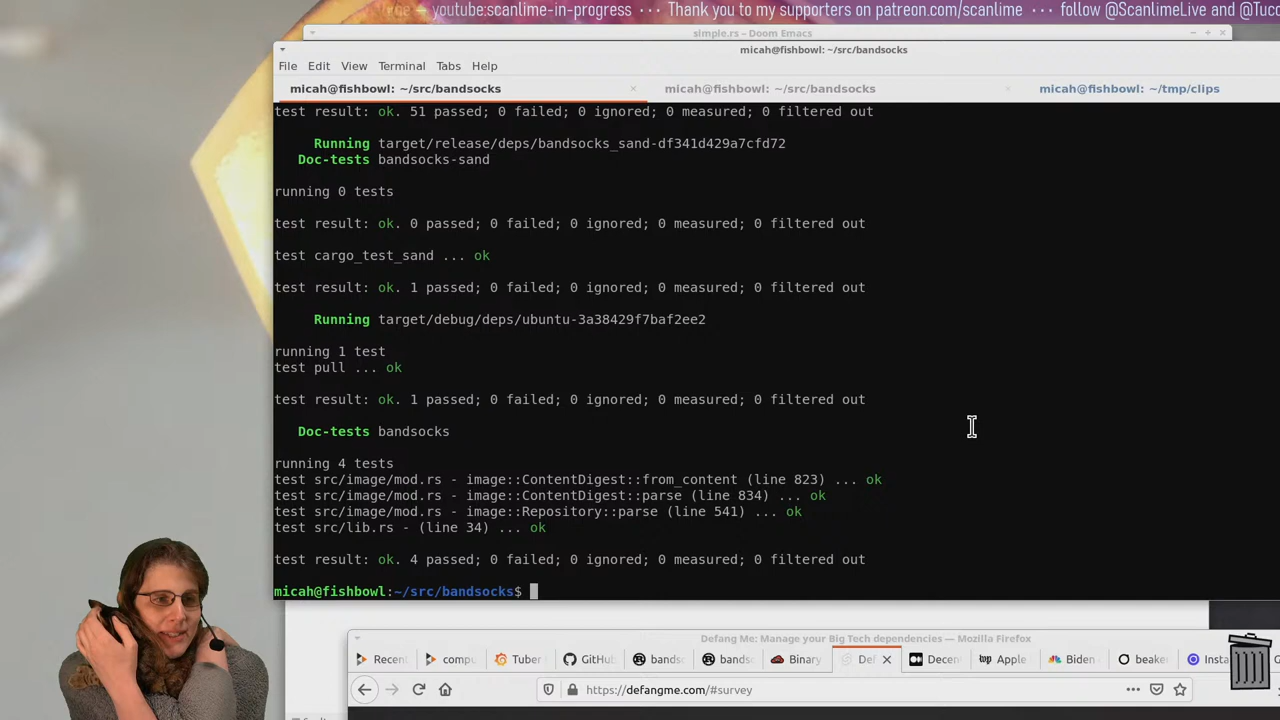 — youtube:scanlime-in-progress ··· Thank you to my supporters on patreon.com/scanlime ··· follow @ScanlimeLive and @Tuco
simple.rs – Doom Emacs
micah@fishbowl: ~/src/bandsocks
File Edit View Terminal Tabs Help
micah@fishbowl: ~/src/bandsocks × micah@fishbowl: ~/src/bandsocks × micah@fishbowl: ~/tmp/clips
test result: ok. 51 passed; 0 failed; 0 ignored; 0 measured; 0 filtered out
Running target/release/deps/bandsocks_sand-df341d429a7cfd72
Doc-tests bandsocks-sand
running 0 tests
test result: ok. 0 passed; 0 failed; 0 ignored; 0 measured; 0 filtered out
test cargo_test_sand ... ok
test result: ok. 1 passed; 0 failed; 0 ignored; 0 measured; 0 filtered out
Running target/debug/deps/ubuntu-3a38429f7baf2ee2
running 1 test
test pull ... ok
test result: ok. 1 passed; 0 failed; 0 ignored; 0 measured; 0 filtered out
Doc-tests bandsocks
running 4 tests
test src/image/mod.rs - image::ContentDigest::from_content (line 823) ... ok
test src/image/mod.rs - image::ContentDigest::parse (line 834) ... ok
test src/image/mod.rs - image::Repository::parse (line 541) ... ok
test src/lib.rs - (line 34) ... ok
test result: ok. 4 passed; 0 failed; 0 ignored; 0 measured; 0 filtered out
micah@fishbowl:~/src/bandsocks$
Defang Me: Manage your Big Tech dependencies — Mozilla Firefox
Recen compu Tuber GitHub bands bands Binary Def Decen wp Apple Biden beaker Insta
https://defangme.com/#survey